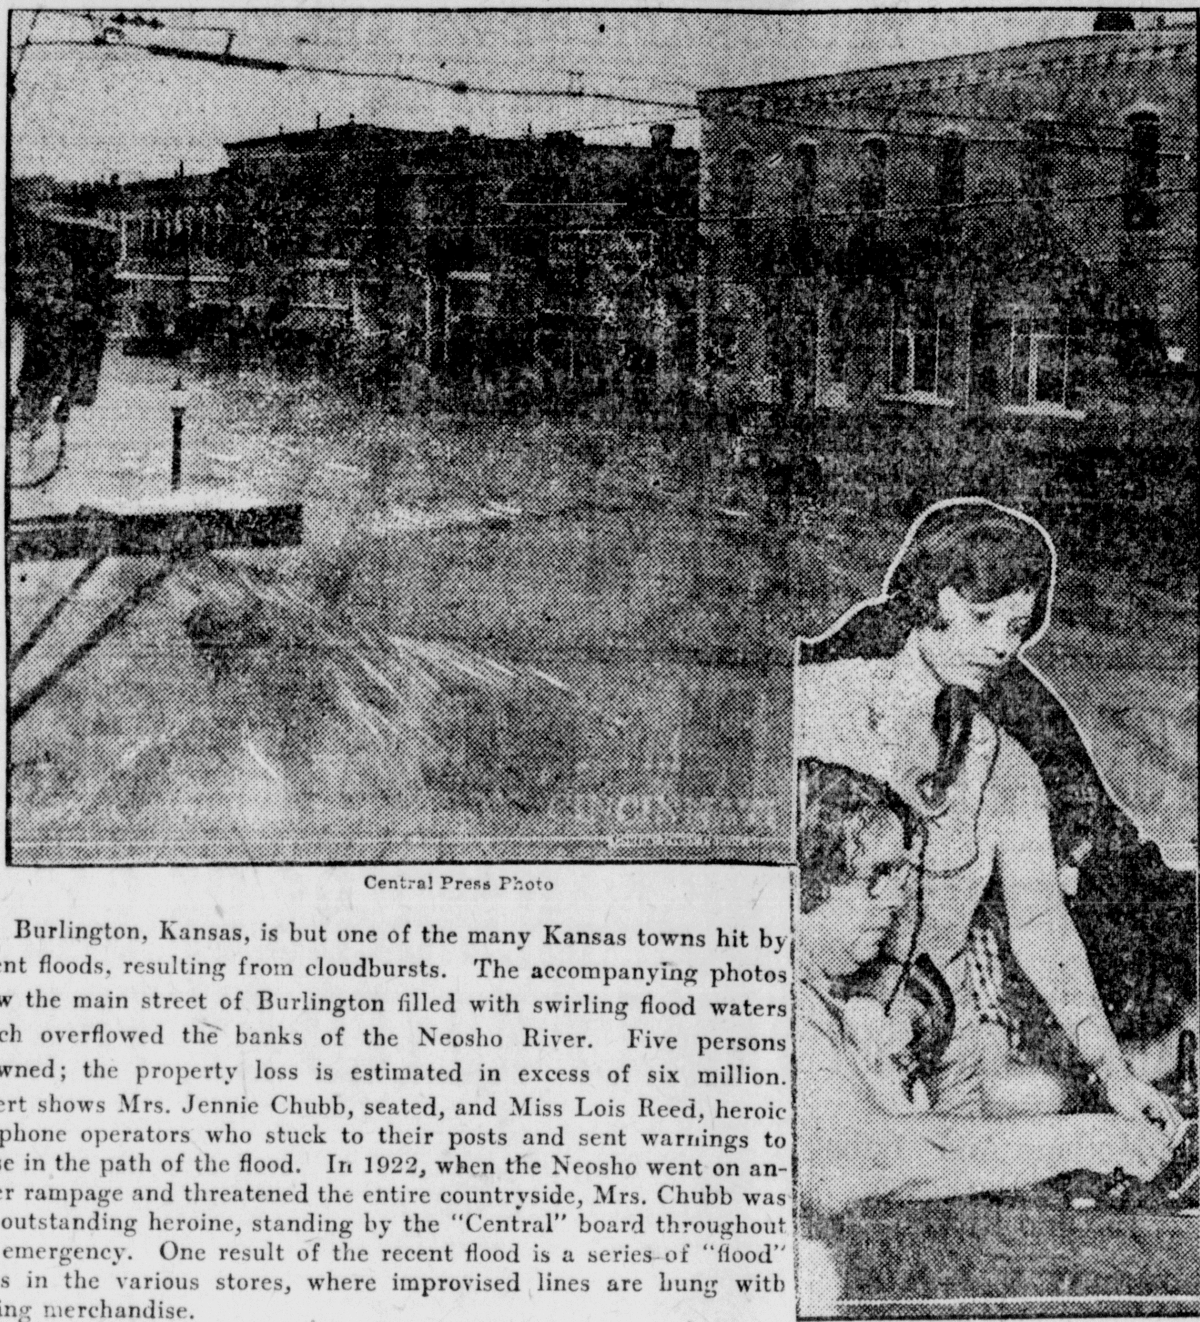 CINCINNATI
Central Press Photo
Burlington, Kansas, is but one of the many Kansas towns hit by
ent floods, resulting from cloudbursts. The accompanying photos
w the main street of Burlington filled with swirling flood waters
ch overflowed the banks of the Neosho River. Five persons
wned; the property loss is estimated in excess of six million.
ert shows Mrs. Jennie Chubb, seated, and Miss Lois Reed, heroic
phone operators who stuck to their posts and sent warnings to
e in the path of the flood. In 1922, when the Neosho went on an-
er rampage and threatened the entire countryside, Mrs. Chubb was
outstanding heroine, standing by the "Central" board throughout
emergency. One result of the recent flood is a series of "flood"
s in the various stores, where improvised lines are hung with
ing merchandise.